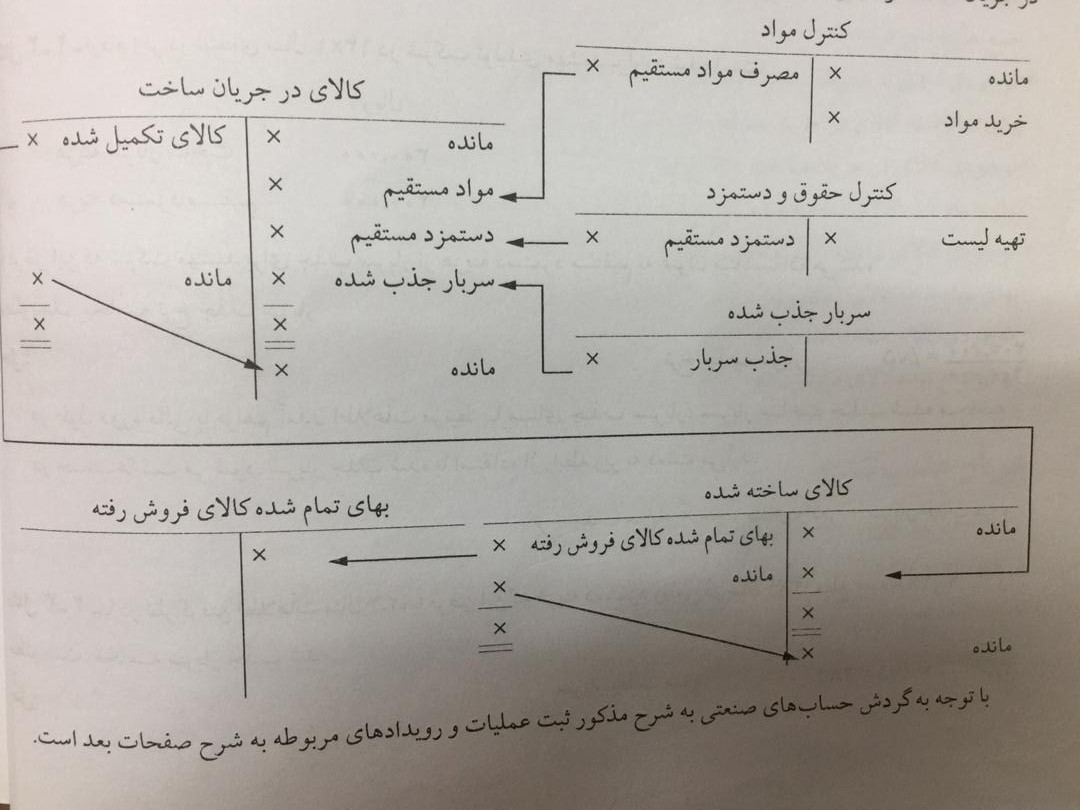 در جریان
کنترل مواد
مانده × × مصرف مواد مستقیم
خرید مواد ×
کالای در جریان ساخت
مانده × کالای تکمیل شده ×
مواد مستقیم ×
دستمزد مستقیم ×
سربار جذب شده × مانده ×
× ×
مانده ×
کنترل حقوق و دستمزد
تهیه لیست × دستمزد مستقیم ×
سربار جذب شده
جذب سربار ×
کالای ساخته شده
مانده × بهای تمام شده کالای فروش رفته ×
× مانده ×
× ×
مانده ×
بهای تمام شده کالای فروش رفته
×
با توجه به گردش حساب‌های صنعتی به شرح مذکور ثبت عملیات و رویدادهای مربوطه به شرح صفحات بعد است.